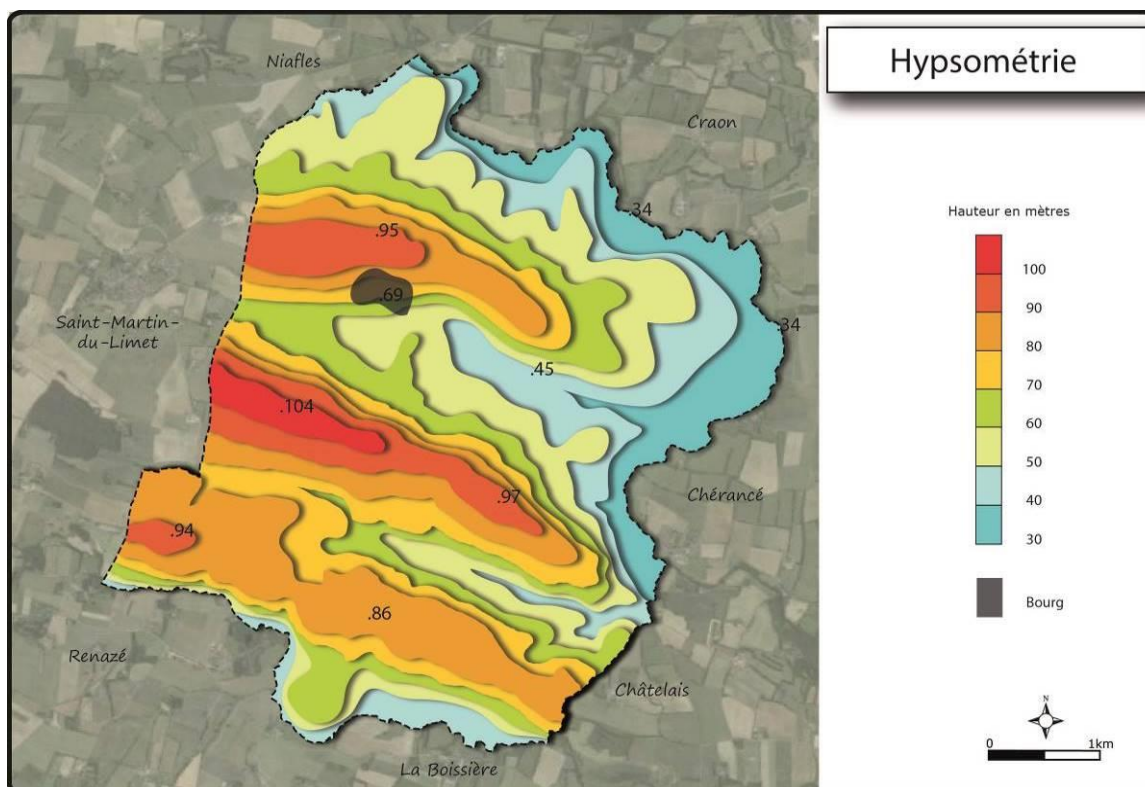 Hypsométrie
Niafles
Craon
.34
Hauteur en mètres
.95
100
.69
90
Saint-Martin-
du-Limet
.34
80
.45
70
.104
60
50
.97
Chérancé
40
.94
30
.86
Bourg
Renazé
Châtelais
N
0 1km
La Boissière